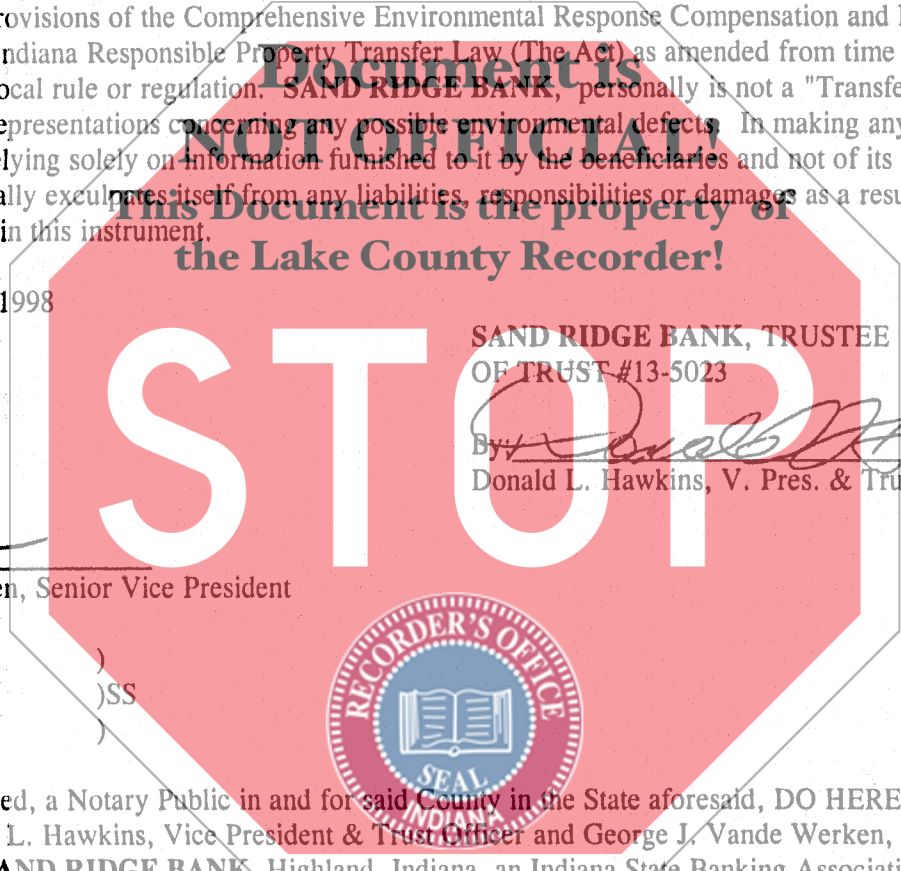 rovisions of the Comprehensive Environmental Response Compensation and
ndiana Responsible Property Transfer Law (The Act) as amended from time
Document is
ocal rule or regulation. SAND RIDGE BANK, personally is not a "Transfe
epresentations concerning any possible environmental defects. In making any
NOT OFFICIAL!
lying solely on information furnished to it by the beneficiaries and not of its
ally exculpates itself from any liabilities, responsibilities or damages as a resu
This Document is the property of
in this instrument.
the Lake County Recorder!
1998
STOP
SAND RIDGE BANK, TRUSTEE
OF TRUST #13-5023
By:
Donald L. Hawkins, V. Pres. & Tru
en, Senior Vice President
)
)SS
)
RECORDER'S OFFICE
SEAL
INDIANA
ed, a Notary Public in and for said County in the State aforesaid, DO HERE
L. Hawkins, Vice President & Trust Officer and George J. Vande Werken,
AND RIDGE BANK, Highland, Indiana, an Indiana State Banking Associati